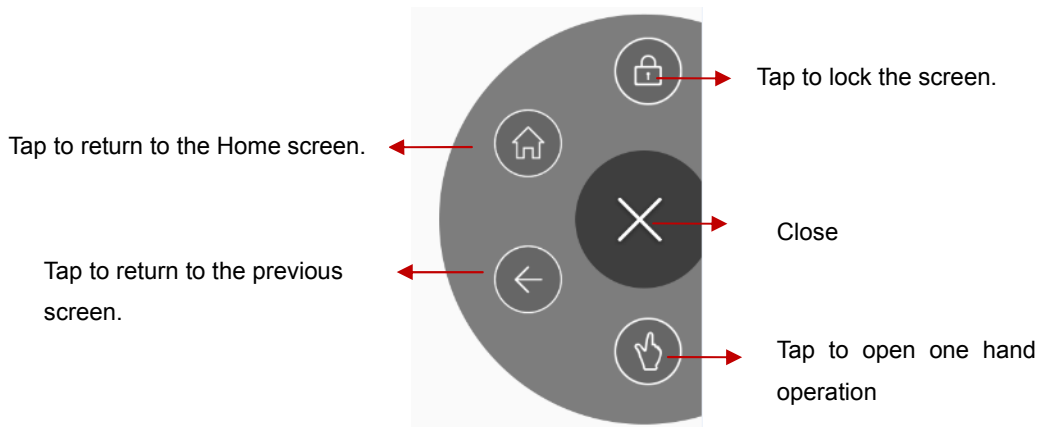 Tap to lock the screen.
Tap to return to the Home screen.
Close
Tap to return to the previous
screen.
Tap to open one hand
operation